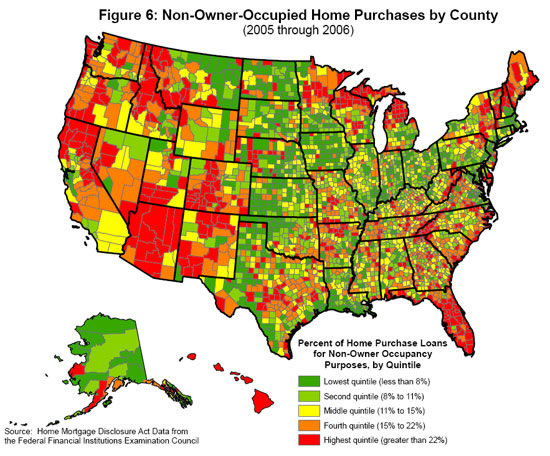 Figure 6: Non-Owner-Occupied Home Purchases by County
(2005 through 2006)
Percent of Home Purchase Loans
for Non-Owner Occupancy
Purposes, by Quintile
Lowest quintile (less than 8%)
Second quintile (8% to 11%)
Middle quintile (11% to 15%)
Fourth quintile (15% to 22%)
Highest quintile (greater than 22%)
Source: Home Mortgage Disclosure Act Data from
the Federal Financial Institutions Examination Council